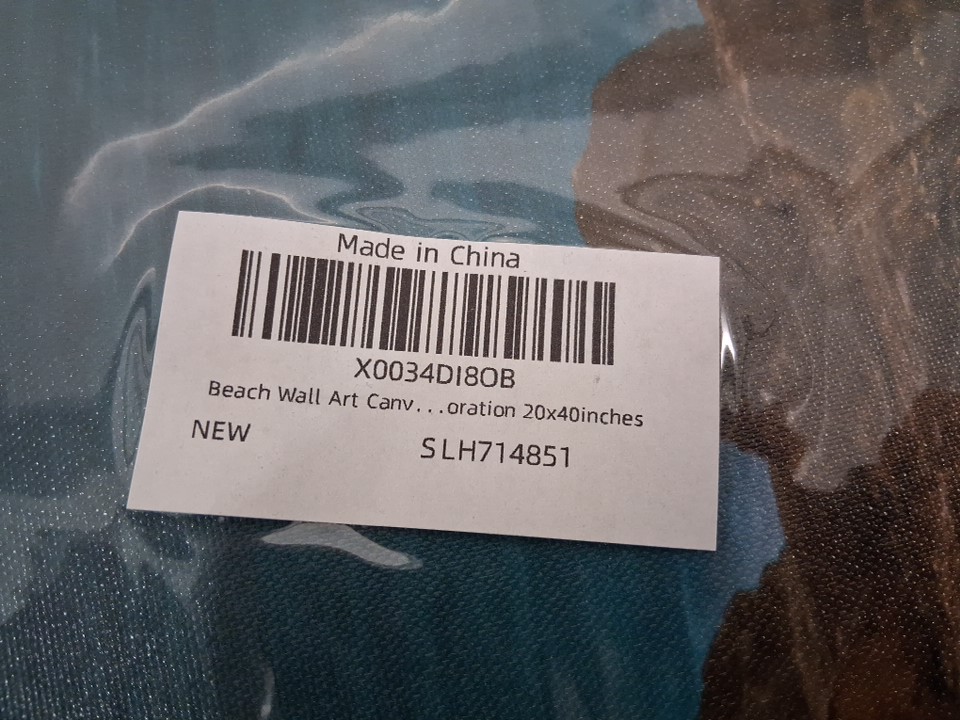 Made in China
X0034DI8OB
Beach Wall Art Canv...oration 20x40inches
NEW SLH714851